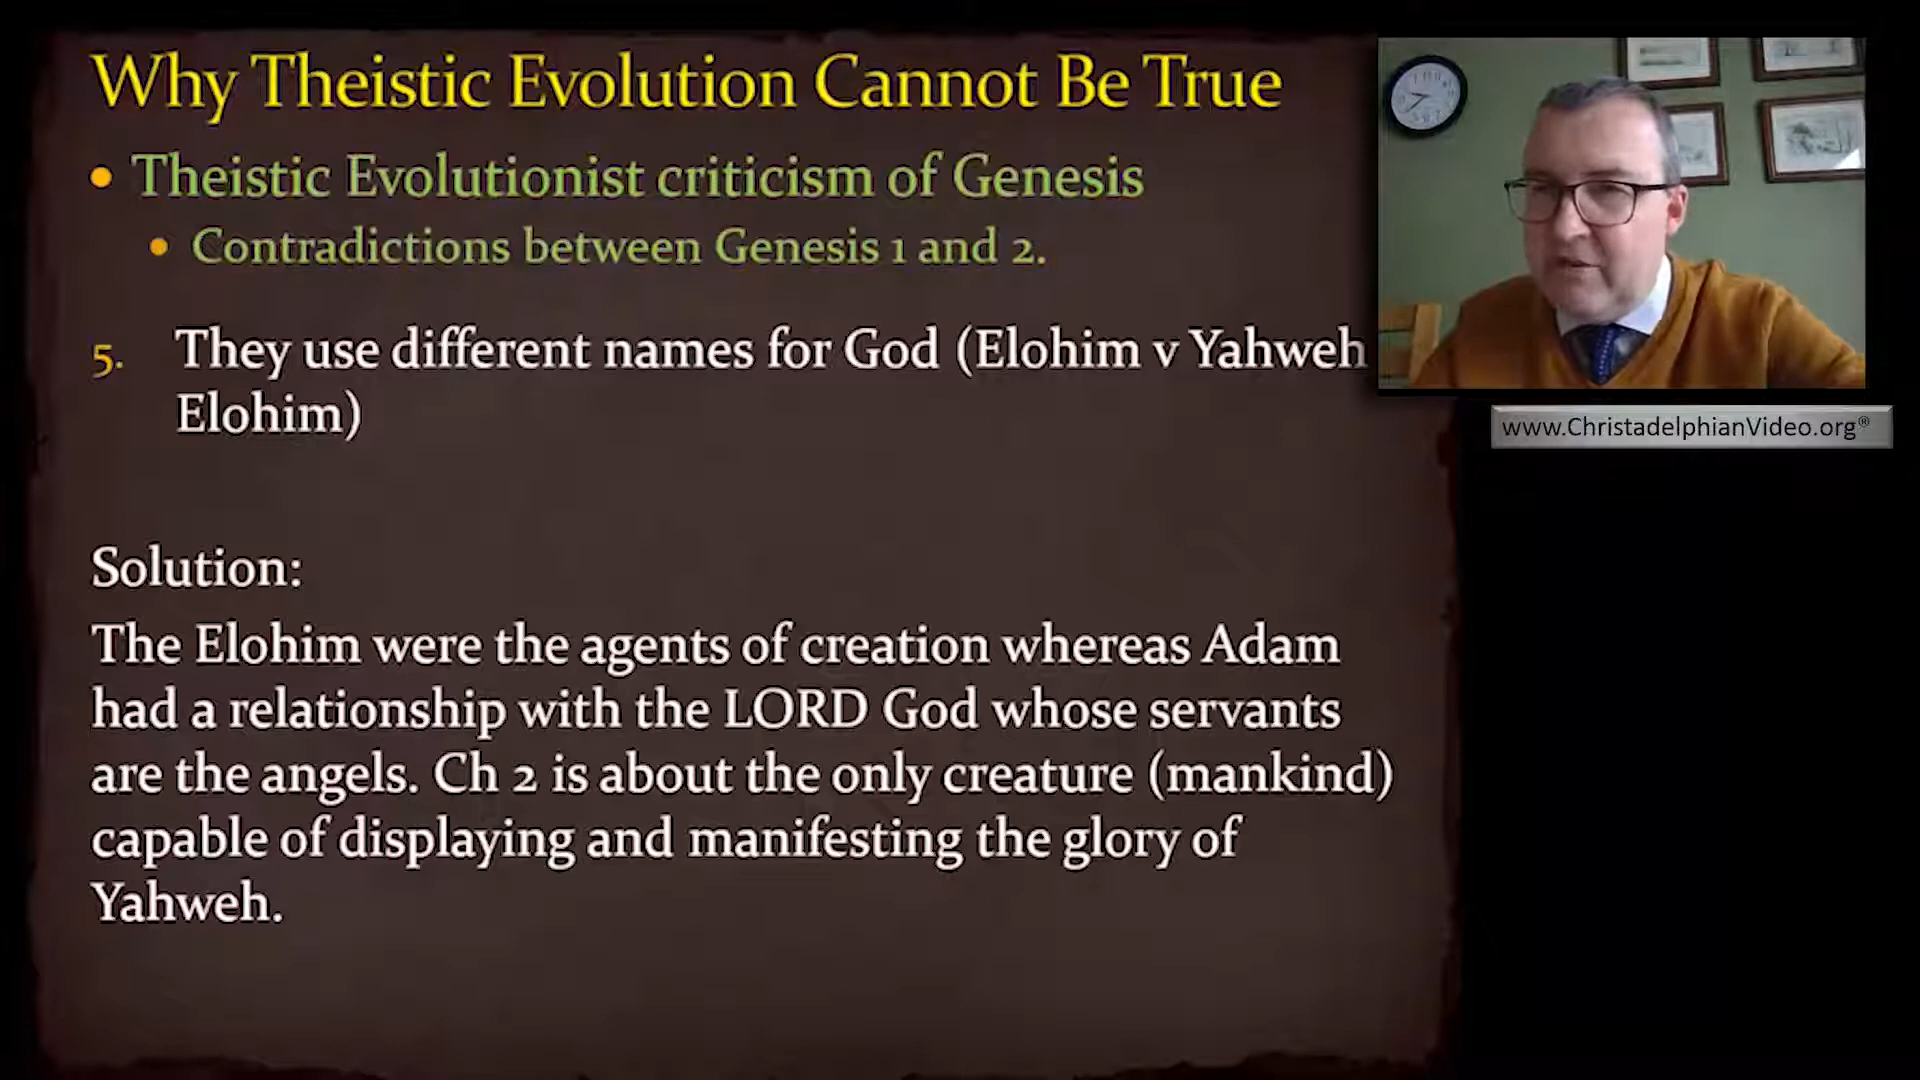 Why Theistic Evolution Cannot Be True
• Theistic Evolutionist criticism of Genesis
• Contradictions between Genesis 1 and 2.
5. They use different names for God (Elohim v Yahweh
Elohim)
www.ChristadelphianVideo.org®
Solution:
The Elohim were the agents of creation whereas Adam
had a relationship with the LORD God whose servants
are the angels. Ch 2 is about the only creature (mankind)
capable of displaying and manifesting the glory of
Yahweh.